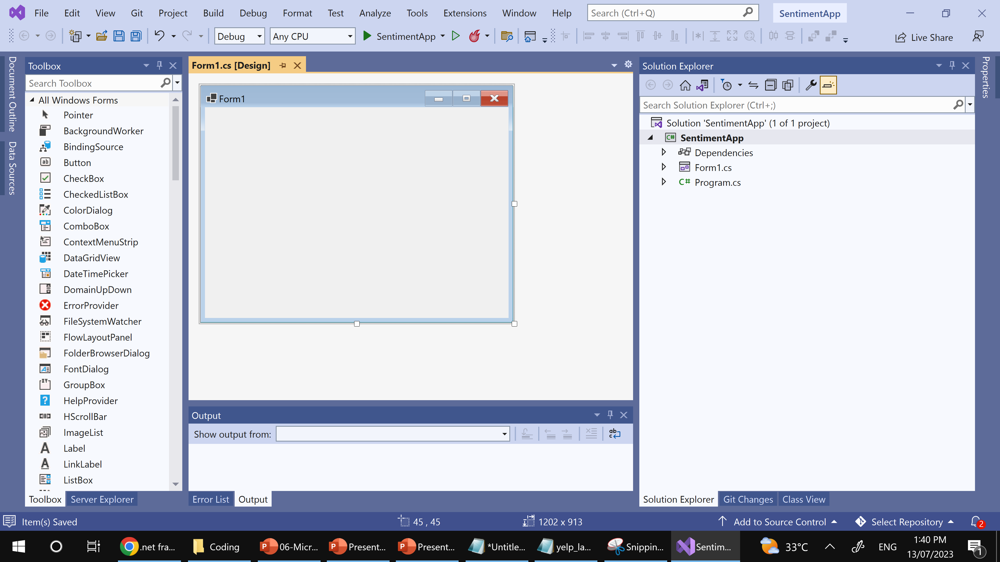 File Edit View Git Project Build Debug Format Test Analyze Tools Extensions Window Help Search (Ctrl+Q) SentimentApp
Debug Any CPU SentimentApp Live Share
Document Outline
Data Sources
Toolbox
Search Toolbox
All Windows Forms
Pointer
BackgroundWorker
BindingSource
Button
CheckBox
CheckedListBox
ColorDialog
ComboBox
ContextMenuStrip
DataGridView
DateTimePicker
DomainUpDown
ErrorProvider
FileSystemWatcher
FlowLayoutPanel
FolderBrowserDialog
FontDialog
GroupBox
HelpProvider
HScrollBar
ImageList
Label
LinkLabel
ListBox
Toolbox Server Explorer
Form1.cs [Design]
Form1
Output
Show output from:
Error List Output
Solution Explorer
Search Solution Explorer (Ctrl+;)
Solution 'SentimentApp' (1 of 1 project)
C# SentimentApp
Dependencies
Form1.cs
C# Program.cs
Solution Explorer Git Changes Class View
Properties
Item(s) Saved 45 , 45 1202 x 913 Add to Source Control Select Repository 2
.net fra... Coding 06-Micr... Present... Present... *Untitle... yelp_la... Snippin... Sentim... 33°C ENG 1:40 PM
13/07/2023 1